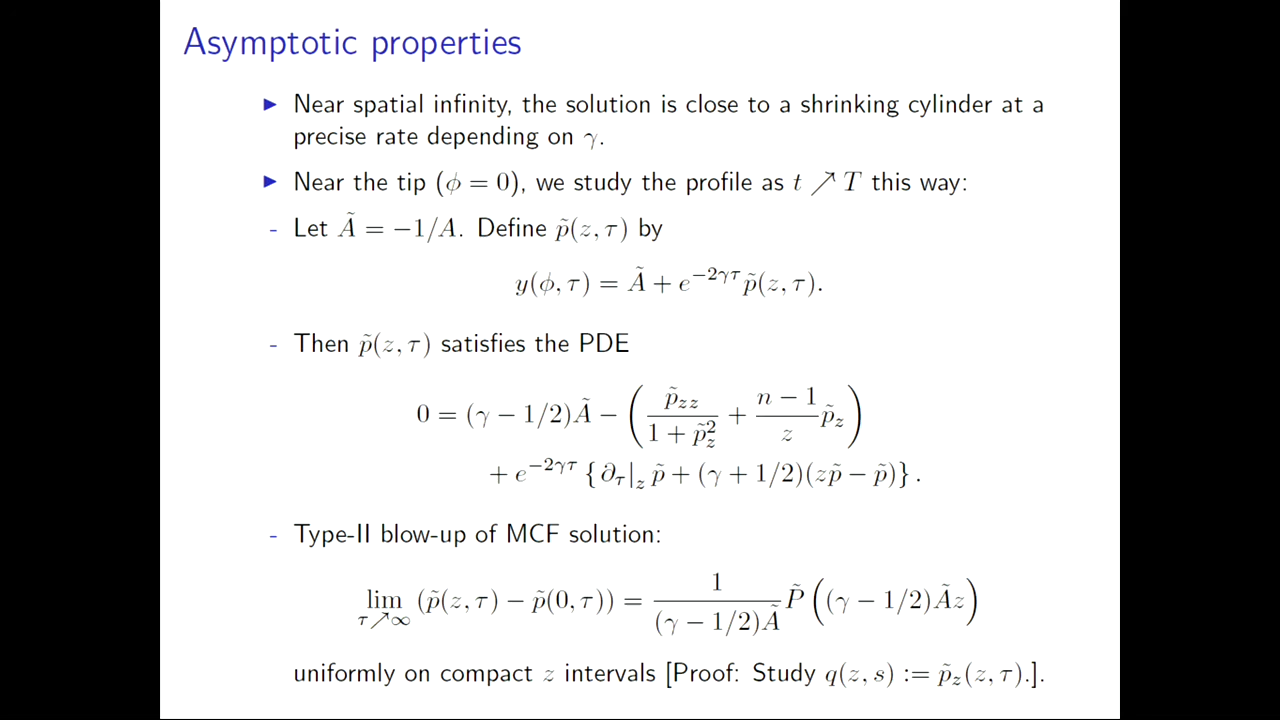 Asymptotic properties
▶ Near spatial infinity, the solution is close to a shrinking cylinder at a
precise rate depending on γ.
▶ Near the tip (ϕ = 0), we study the profile as t ↗ T this way:
- Let Ã = −1/A. Define p̃(z, τ) by
y(ϕ, τ) = Ã + e^{−2γτ} p̃(z, τ).
- Then p̃(z, τ) satisfies the PDE
0 = (γ − 1/2)Ã − ( p̃_{zz} / (1 + p̃_z^2) + (n − 1)/z p̃_z )
+ e^{−2γτ} {∂_τ|_z p̃ + (γ + 1/2)(zp̃ − p̃)} .
- Type-II blow-up of MCF solution:
lim_{τ↗∞} (p̃(z, τ) − p̃(0, τ)) = 1 / ((γ − 1/2)Ã) P̃ ((γ − 1/2)Ãz)
uniformly on compact z intervals [Proof: Study q(z, s) := p̃_z(z, τ).].